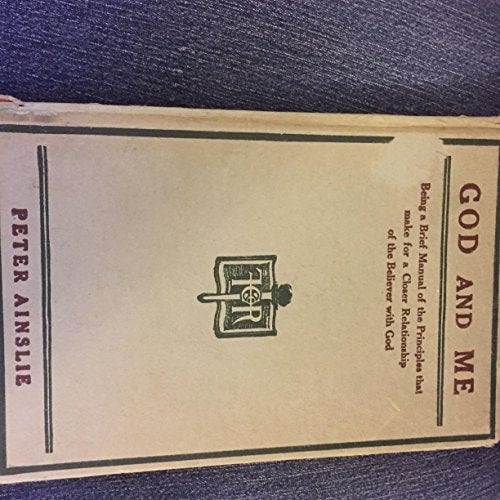 GOD AND ME
Being a Brief Manual of the Principles that
make for a Closer Relationship
of the Believer with God
PETER AINSLIE